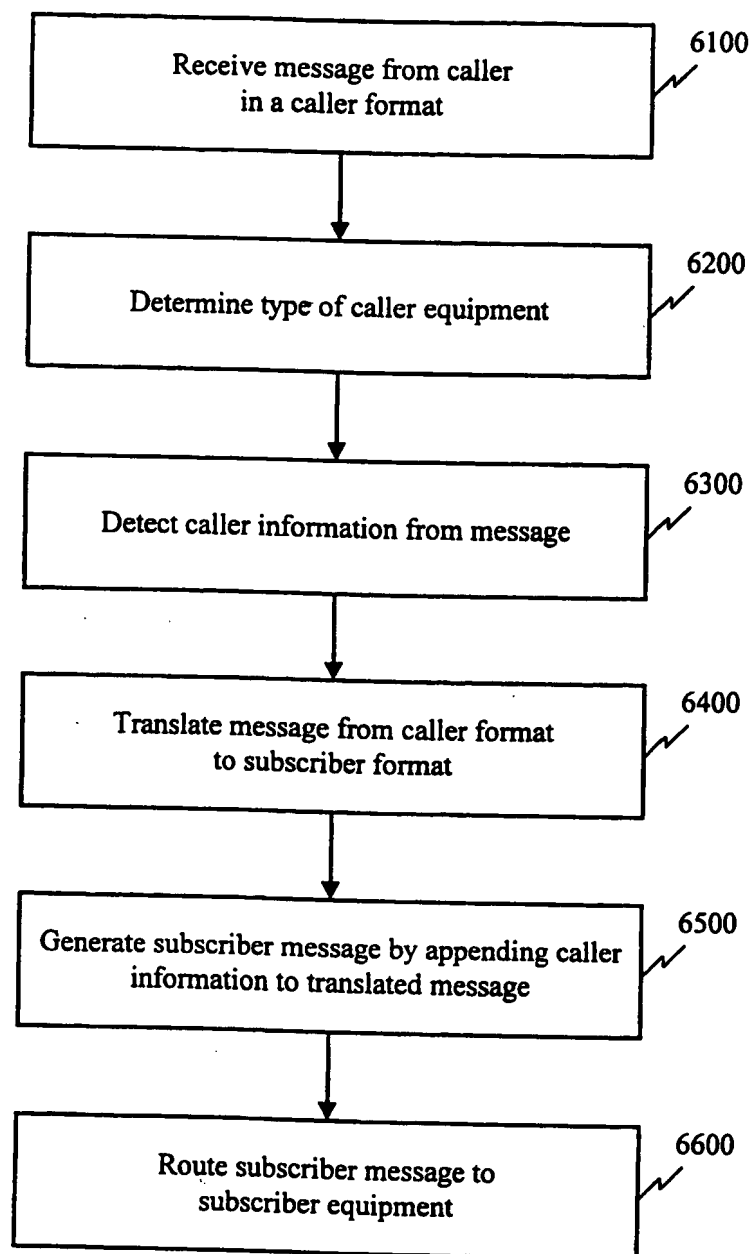 6100
Receive message from caller
in a caller format
6200
Determine type of caller equipment
6300
Detect caller information from message
6400
Translate message from caller format
to subscriber format
6500
Generate subscriber message by appending caller
information to translated message
6600
Route subscriber message to
subscriber equipment